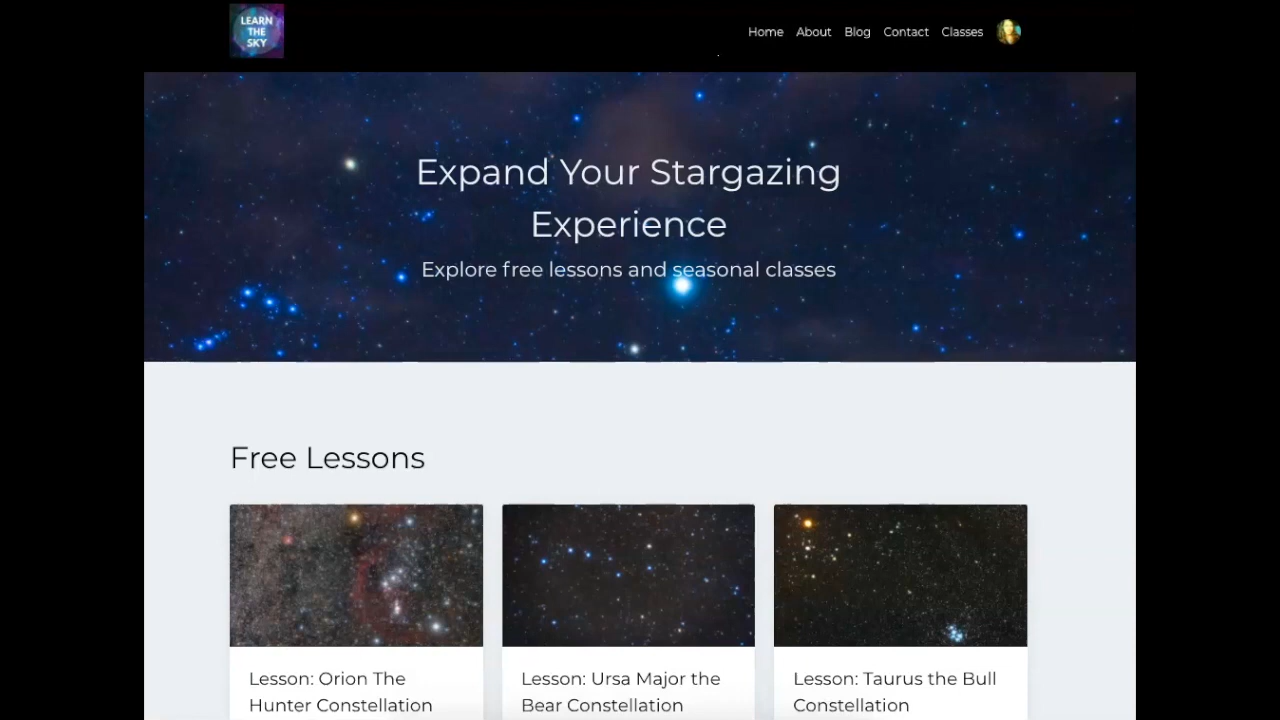 LEARN
THE
SKY
Home About Blog Contact Classes
Expand Your Stargazing
Experience
Explore free lessons and seasonal classes
Free Lessons
Lesson: Orion The
Hunter Constellation
Lesson: Ursa Major the
Bear Constellation
Lesson: Taurus the Bull
Constellation